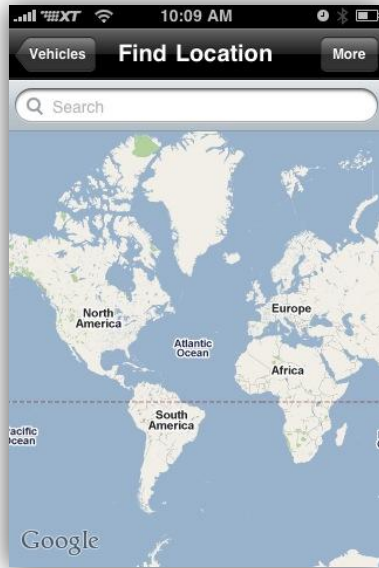 XT 10:09 AM
Vehicles Find Location More
Search
North
America
Europe
Atlantic
Ocean
Africa
South
America
acific
cean
Google